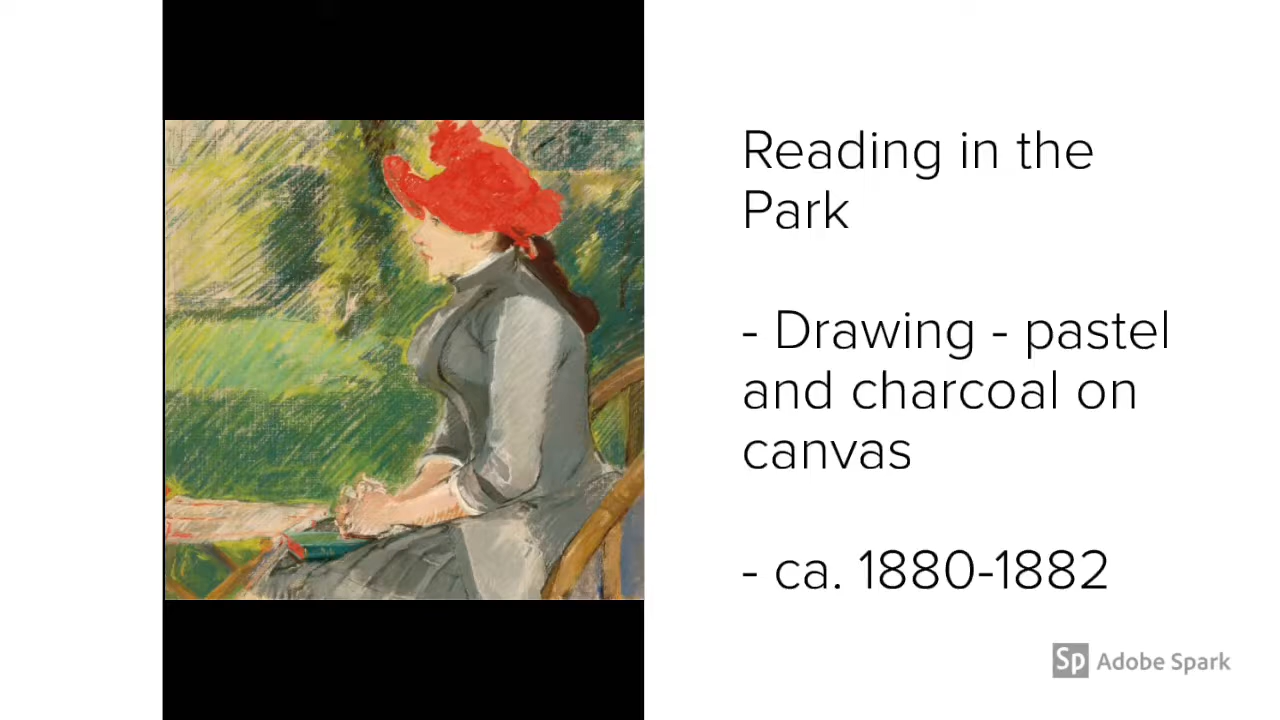 Reading in the
Park
- Drawing - pastel
and charcoal on
canvas
- ca. 1880-1882
Sp Adobe Spark